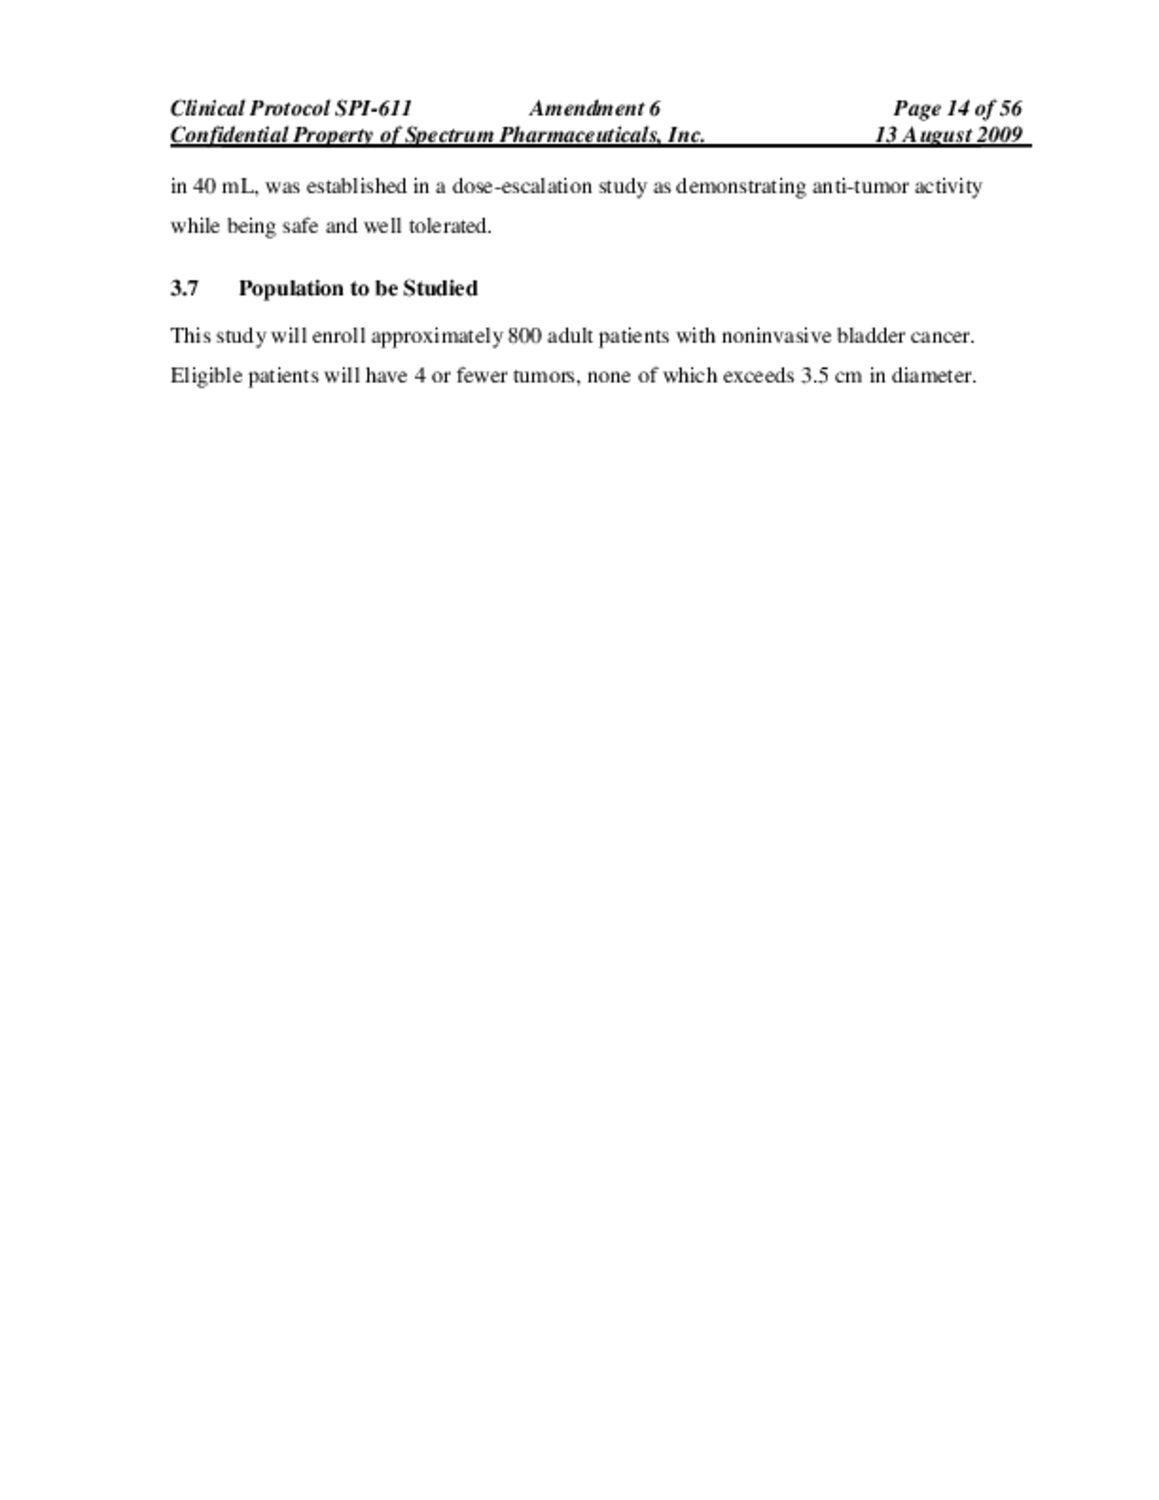 Clinical Protocol SPI-611 Amendment 6 Page 14 of 56
Confidential Property of Spectrum Pharmaceuticals, Inc. 13 August 2009
in 40 mL, was established in a dose-escalation study as demonstrating anti-tumor activity
while being safe and well tolerated.
3.7 Population to be Studied
This study will enroll approximately 800 adult patients with noninvasive bladder cancer.
Eligible patients will have 4 or fewer tumors, none of which exceeds 3.5 cm in diameter.